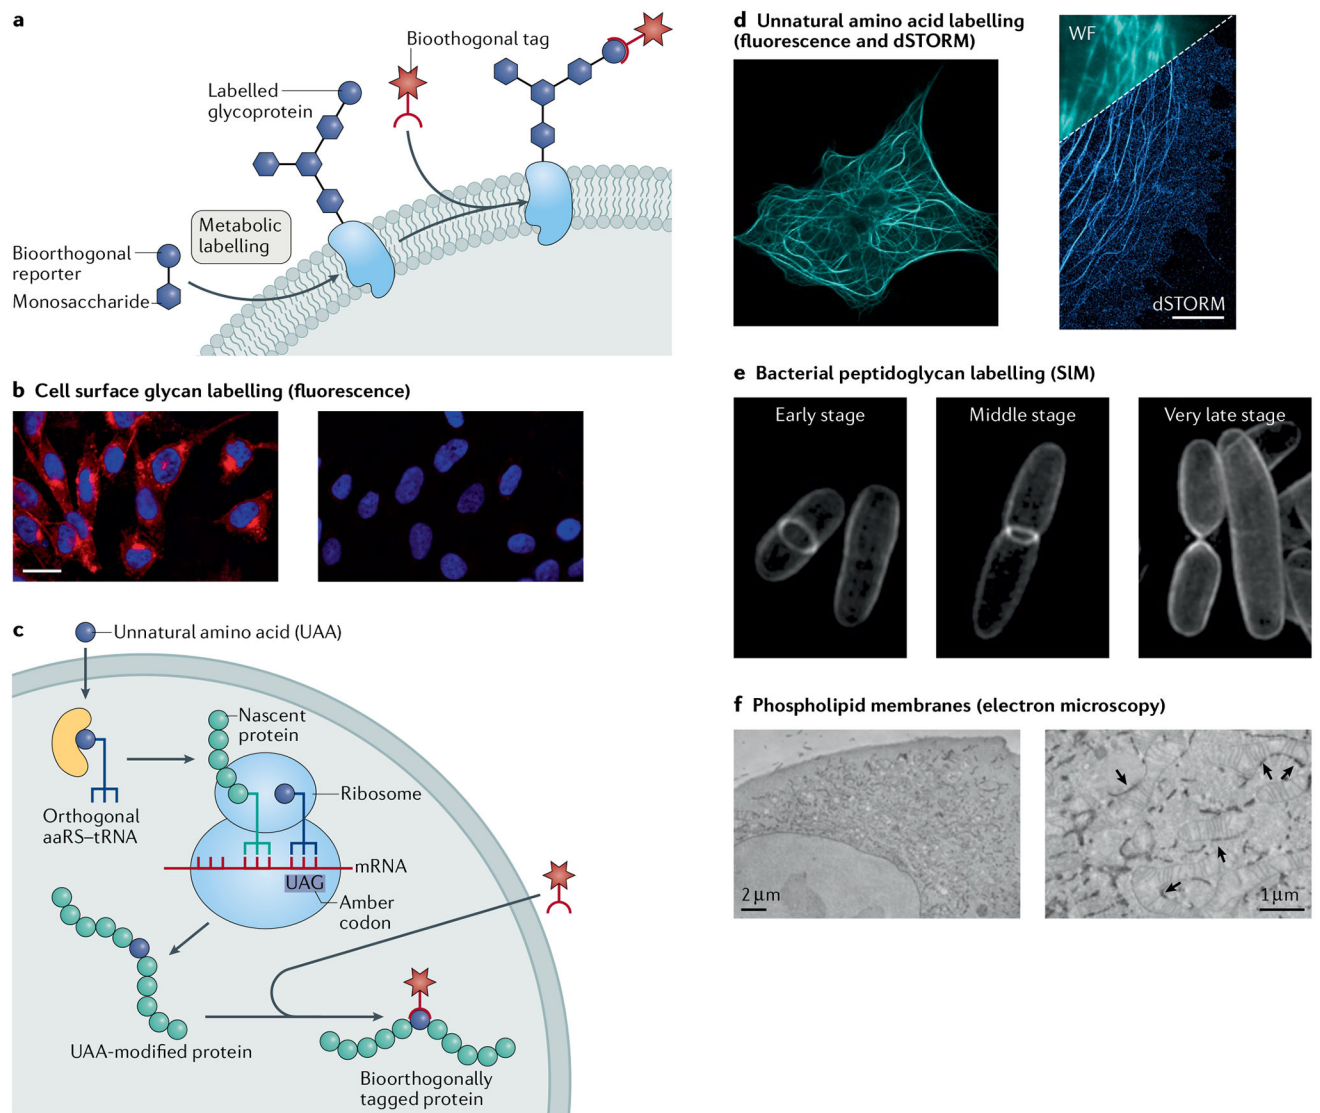 a
Bioothogonal tag
Labelled
glycoprotein
Metabolic
labelling
Bioorthogonal
reporter
Monosaccharide
b Cell surface glycan labelling (fluorescence)
c
Unnatural amino acid (UAA)
Nascent
protein
Ribosome
Orthogonal
aaRS–tRNA
mRNA
UAG
Amber
codon
UAA-modified protein
Bioorthogonally
tagged protein
d Unnatural amino acid labelling
(fluorescence and dSTORM)
WF
dSTORM
e Bacterial peptidoglycan labelling (SIM)
Early stage
Middle stage
Very late stage
f Phospholipid membranes (electron microscopy)
2 μm
1 μm